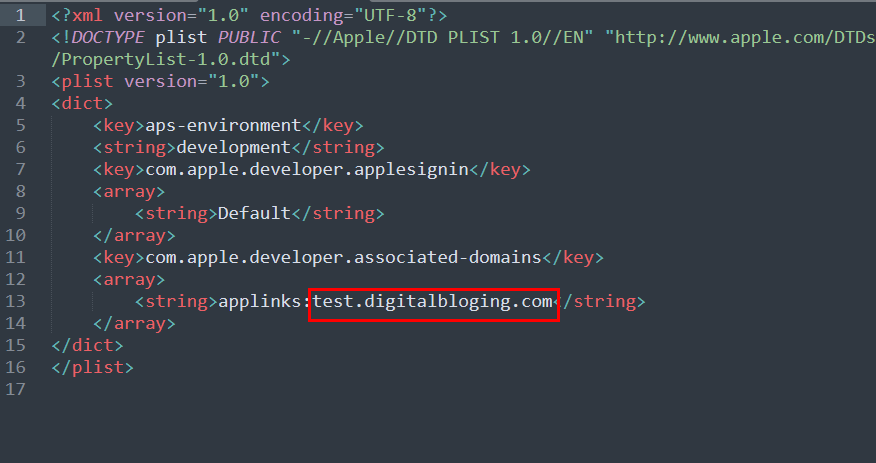 1 <?xml version="1.0" encoding="UTF-8"?>
2 <!DOCTYPE plist PUBLIC "-//Apple//DTD PLIST 1.0//EN" "http://www.apple.com/DTDs
/PropertyList-1.0.dtd">
3 <plist version="1.0">
4 <dict>
5 <key>aps-environment</key>
6 <string>development</string>
7 <key>com.apple.developer.applesignin</key>
8 <array>
9 <string>Default</string>
10 </array>
11 <key>com.apple.developer.associated-domains</key>
12 <array>
13 <string>applinks:test.digitalbloging.com</string>
14 </array>
15 </dict>
16 </plist>
17